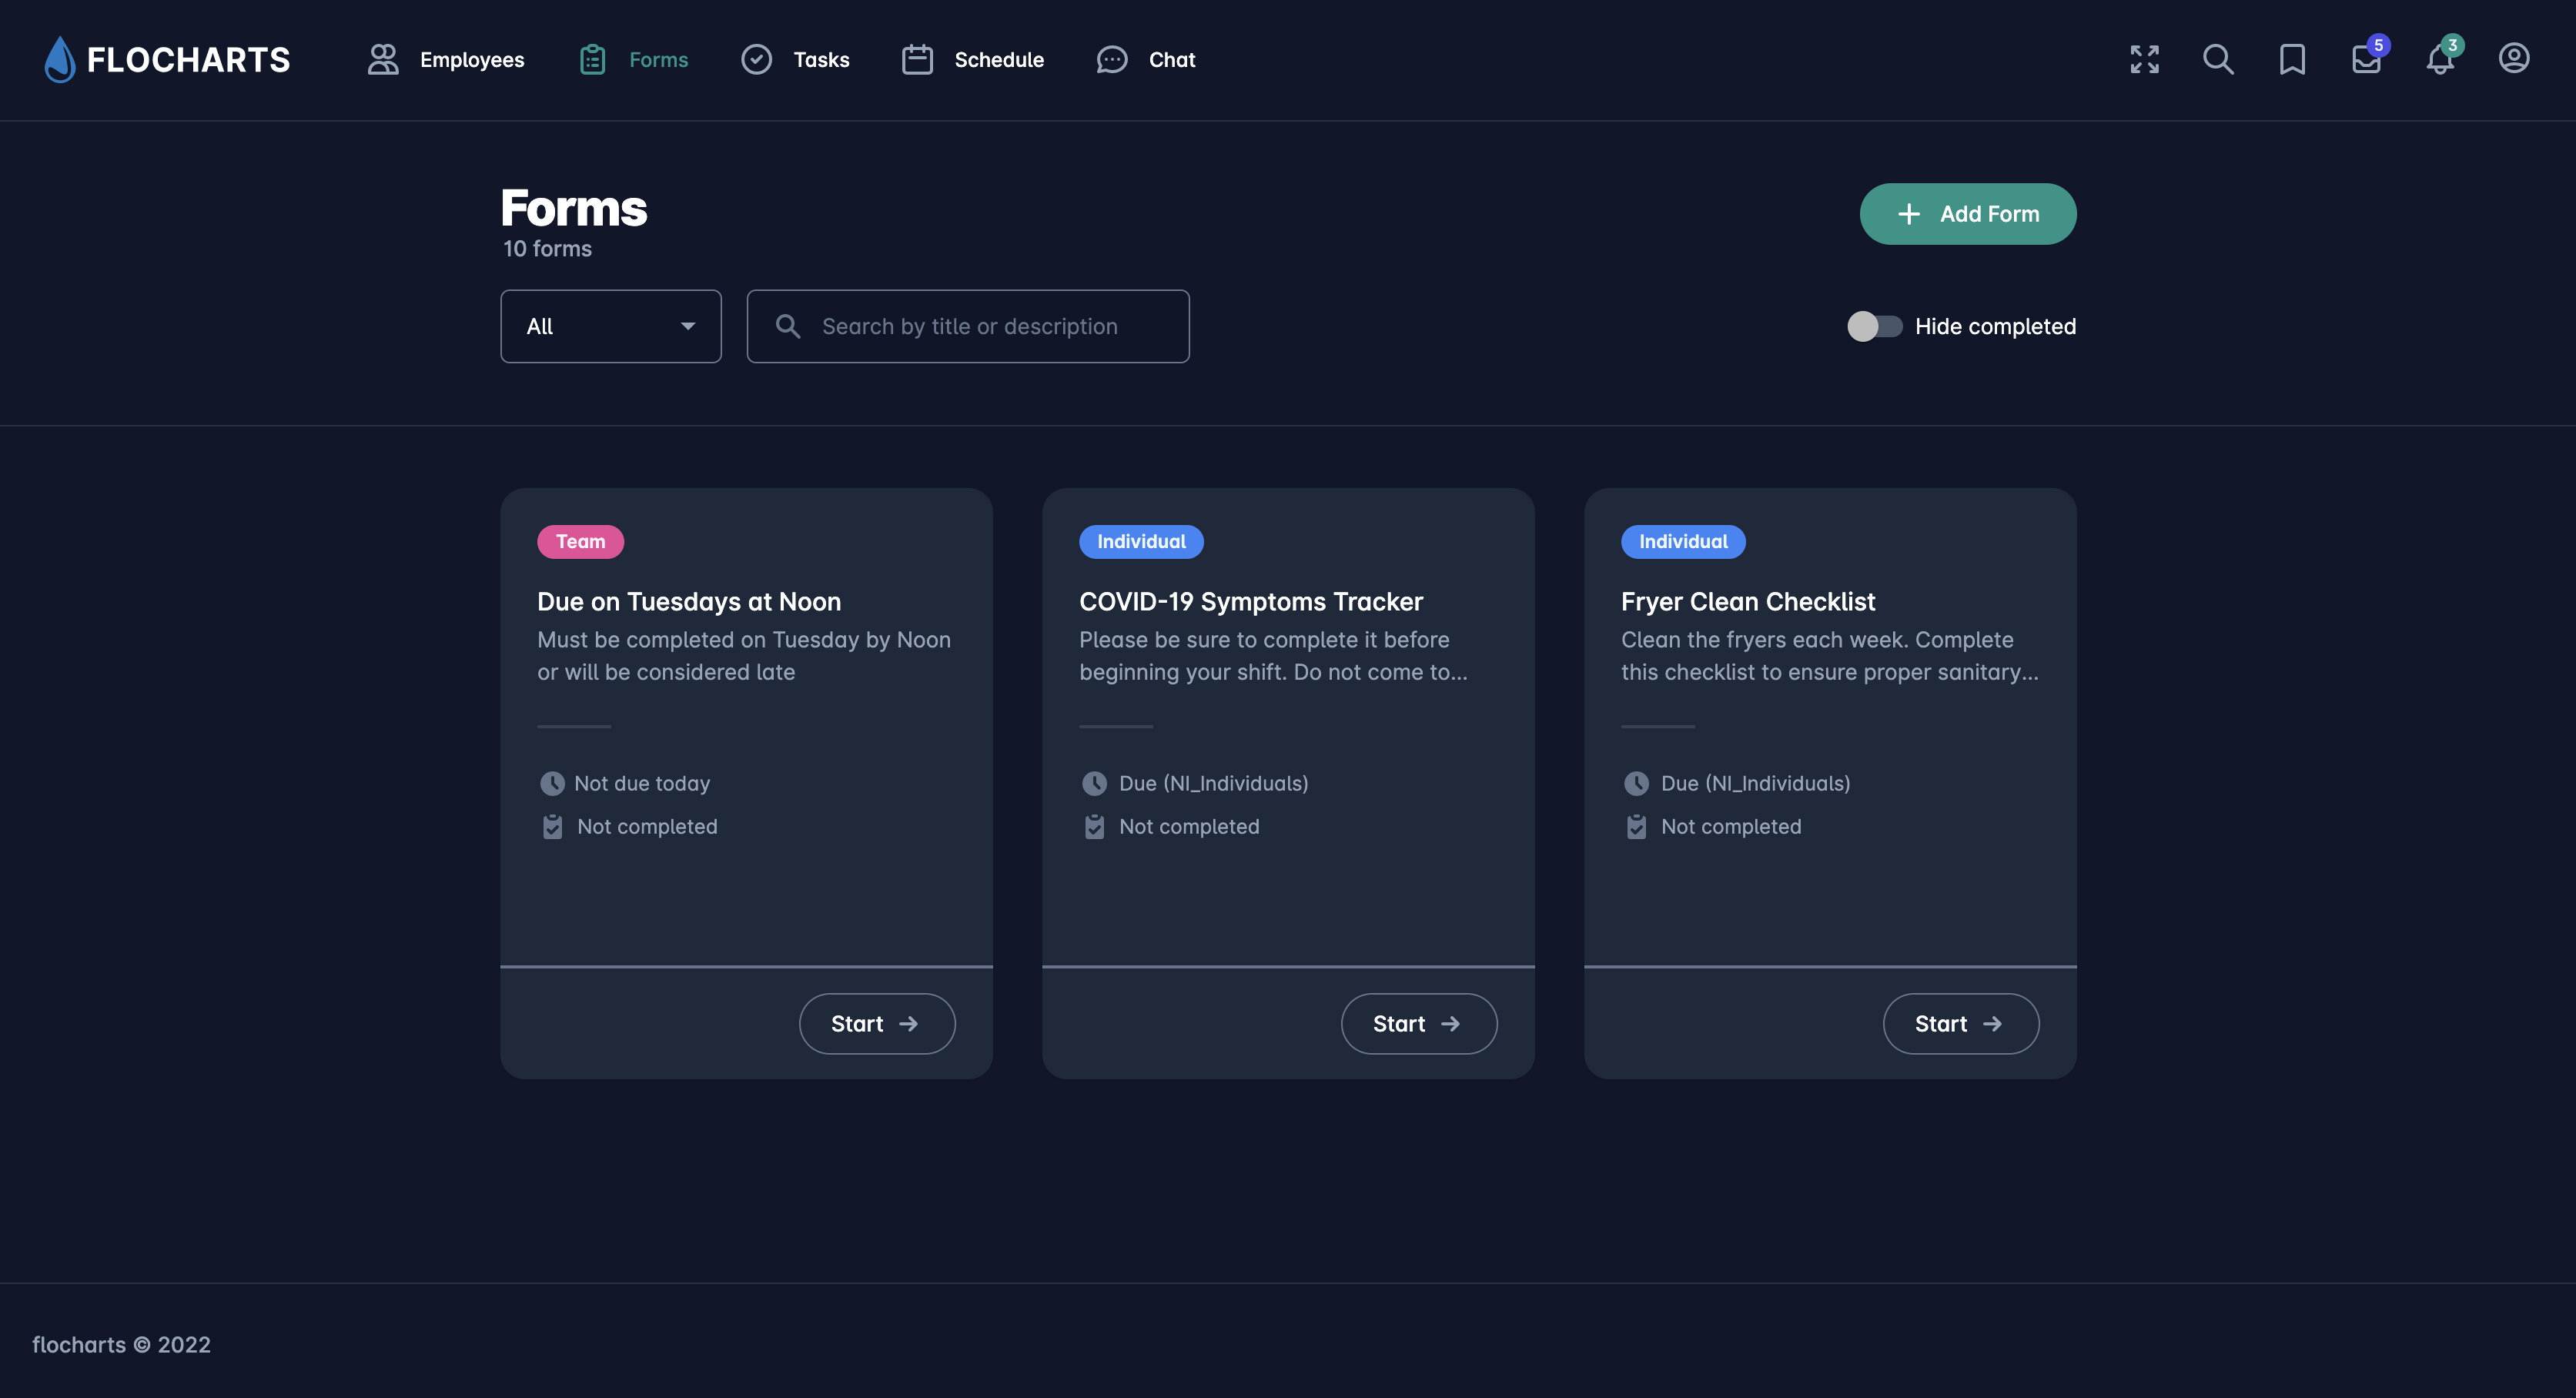 FLOCHARTS
Employees
Forms
Tasks
Schedule
Chat
5
3
Forms
10 forms
Add Form
All
Search by title or description
Hide completed
Team
Due on Tuesdays at Noon
Must be completed on Tuesday by Noon
or will be considered late
Not due today
Not completed
Start
Individual
COVID-19 Symptoms Tracker
Please be sure to complete it before
beginning your shift. Do not come to...
Due (NI_Individuals)
Not completed
Start
Individual
Fryer Clean Checklist
Clean the fryers each week. Complete
this checklist to ensure proper sanitary...
Due (NI_Individuals)
Not completed
Start
flocharts © 2022